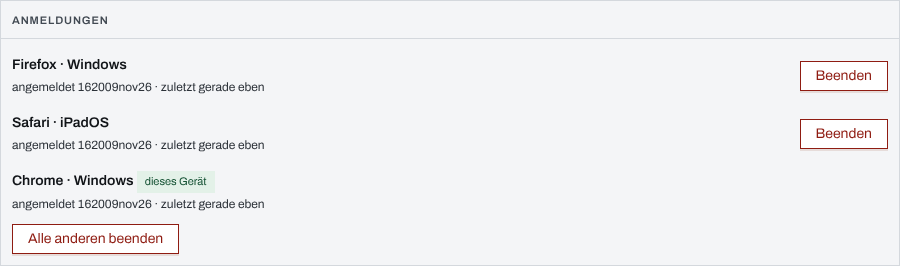 ANMELDUNGEN
Firefox · Windows
angemeldet 162009nov26 · zuletzt gerade eben
Beenden
Safari · iPadOS
angemeldet 162009nov26 · zuletzt gerade eben
Beenden
Chrome · Windows dieses Gerät
angemeldet 162009nov26 · zuletzt gerade eben
Alle anderen beenden